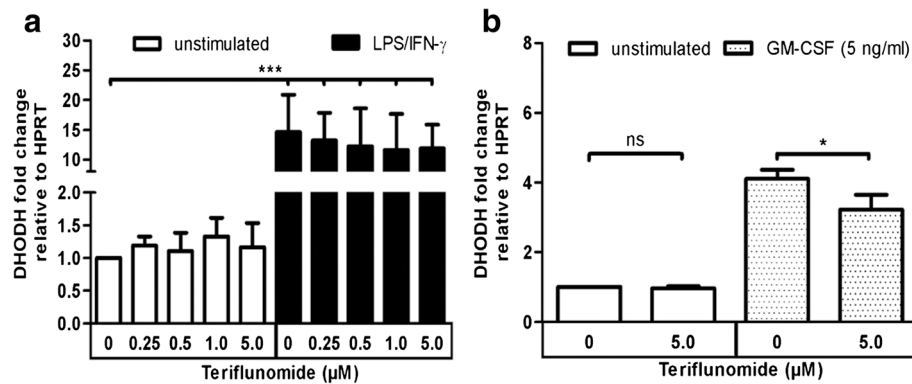 a
unstimulated LPS/IFN-γ
DHODH fold change
relative to HPRT
30
25
20
15
10
2.0
1.5
1.0
0.5
0.0
***
0 0.25 0.5 1.0 5.0 0 0.25 0.5 1.0 5.0
Teriflunomide (µM)
b
unstimulated GM-CSF (5 ng/ml)
DHODH fold change
relative to HPRT
8
6
4
2
0
ns
*
0 5.0 0 5.0
Teriflunomide (µM)